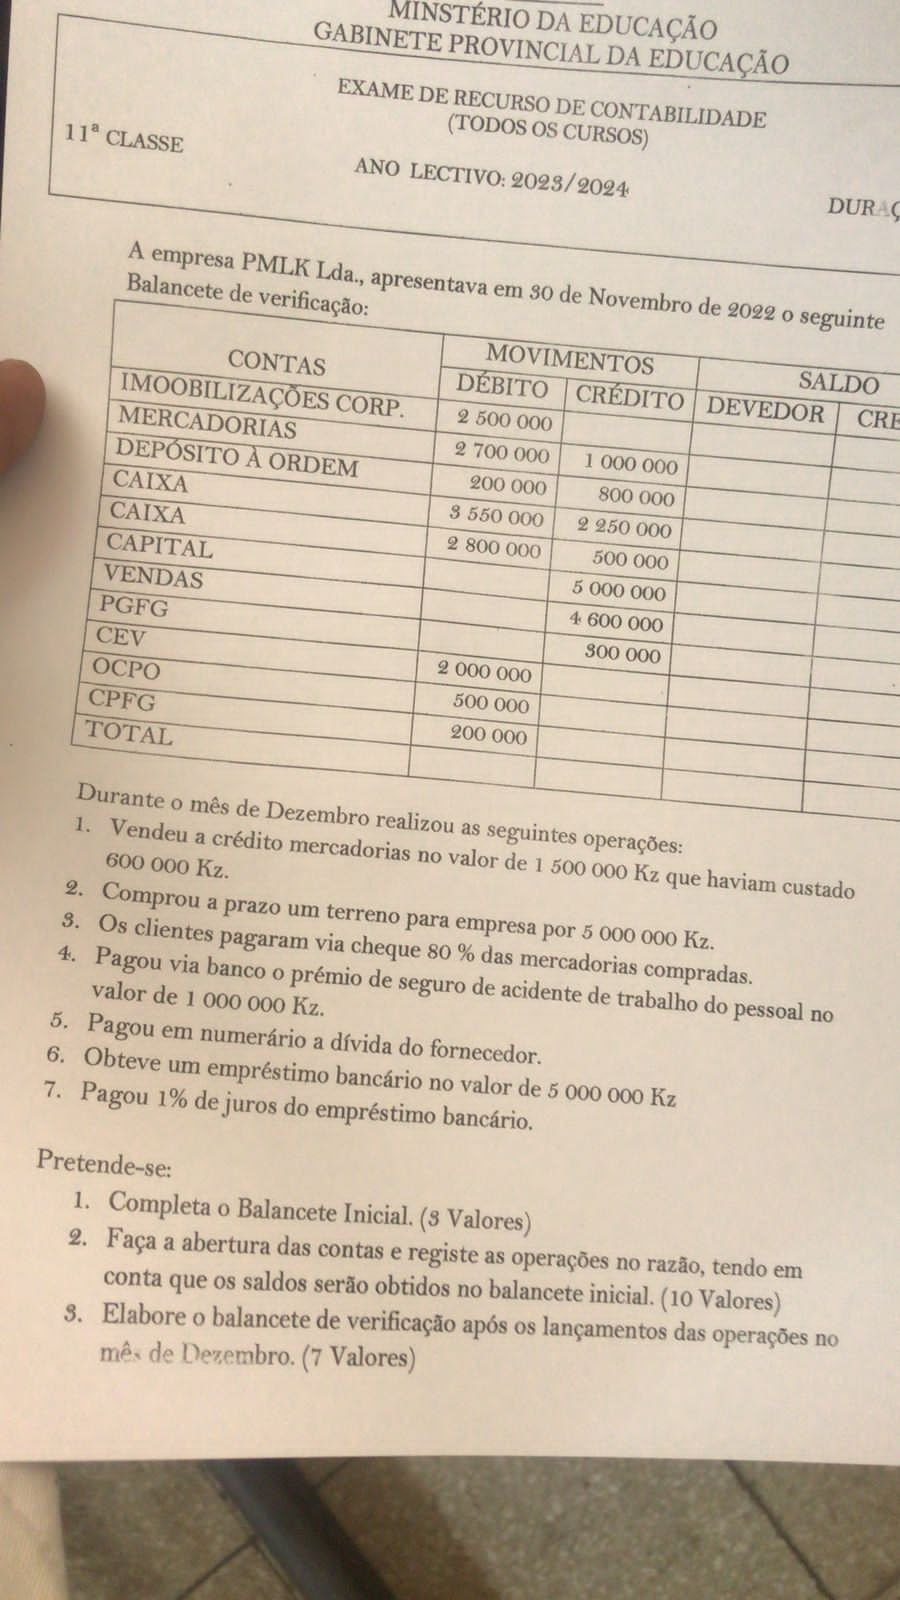 MINSTÉRIO DA EDUCAÇÃO
GABINETE PROVINCIAL DA EDUCAÇÃO
EXAME DE RECURSO DE CONTABILIDADE
(TODOS OS CURSOS)
11ª CLASSE
ANO LECTIVO: 2023/2024
DURAÇ
A empresa PMLK Lda., apresentava em 30 de Novembro de 2022 o seguinte
Balancete de verificação:
CONTAS MOVIMENTOS SALDO
DÉBITO CRÉDITO DEVEDOR CRE
IMOOBILIZAÇÕES CORP. 2 500 000
MERCADORIAS 2 700 000 1 000 000
DEPÓSITO À ORDEM 200 000 800 000
CAIXA 3 550 000 2 250 000
CAIXA 2 800 000 500 000
CAPITAL 5 000 000
VENDAS 4 600 000
PGFG 300 000
CEV 2 000 000
OCPO 500 000
CPFG 200 000
TOTAL
Durante o mês de Dezembro realizou as seguintes operações:
1. Vendeu a crédito mercadorias no valor de 1 500 000 Kz que haviam custado
600 000 Kz.
2. Comprou a prazo um terreno para empresa por 5 000 000 Kz.
3. Os clientes pagaram via cheque 80 % das mercadorias compradas.
4. Pagou via banco o prémio de seguro de acidente de trabalho do pessoal no
valor de 1 000 000 Kz.
5. Pagou em numerário a dívida do fornecedor.
6. Obteve um empréstimo bancário no valor de 5 000 000 Kz
7. Pagou 1% de juros do empréstimo bancário.
Pretende-se:
1. Completa o Balancete Inicial. (3 Valores)
2. Faça a abertura das contas e registe as operações no razão, tendo em
conta que os saldos serão obtidos no balancete inicial. (10 Valores)
3. Elabore o balancete de verificação após os lançamentos das operações no
mês de Dezembro. (7 Valores)